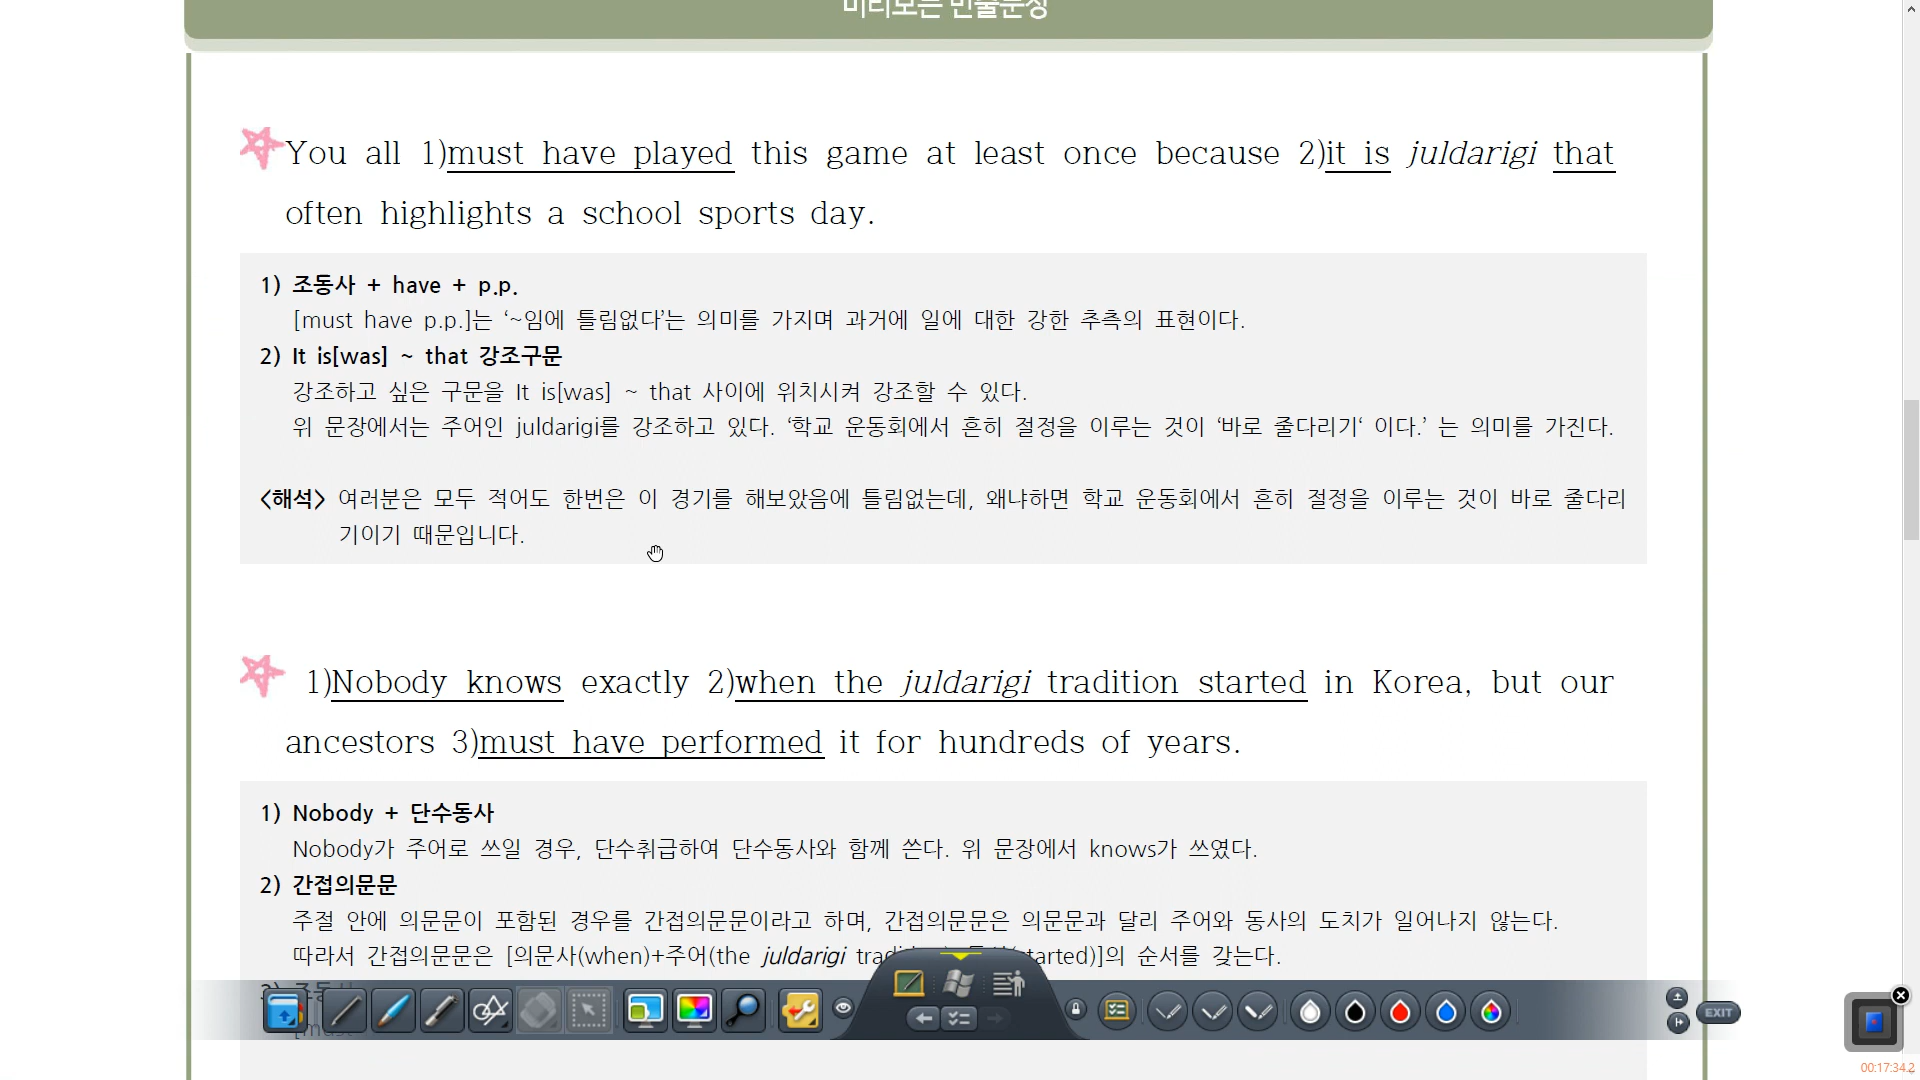 미리보는 빈출문장
You all 1)must have played this game at least once because 2)it is juldarigi that
often highlights a school sports day.
1) 조동사 + have + p.p.
[must have p.p.]는 ‘~임에 틀림없다’는 의미를 가지며 과거에 일에 대한 강한 추측의 표현이다.
2) It is[was] ~ that 강조구문
강조하고 싶은 구문을 It is[was] ~ that 사이에 위치시켜 강조할 수 있다.
위 문장에서는 주어인 juldarigi를 강조하고 있다. ‘학교 운동회에서 흔히 절정을 이루는 것이 ‘바로 줄다리기‘ 이다.’ 는 의미를 가진다.
<해석> 여러분은 모두 적어도 한번은 이 경기를 해보았음에 틀림없는데, 왜냐하면 학교 운동회에서 흔히 절정을 이루는 것이 바로 줄다리
기이기 때문입니다.
1)Nobody knows exactly 2)when the juldarigi tradition started in Korea, but our
ancestors 3)must have performed it for hundreds of years.
1) Nobody + 단수동사
Nobody가 주어로 쓰일 경우, 단수취급하여 단수동사와 함께 쓴다. 위 문장에서 knows가 쓰였다.
2) 간접의문문
주절 안에 의문문이 포함된 경우를 간접의문문이라고 하며, 간접의문문은 의문문과 달리 주어와 동사의 도치가 일어나지 않는다.
따라서 간접의문문은 [의문사(when)+주어(the juldarigi started)]의 순서를 갖는다.
3)
[must
EXIT
00:17:34.2